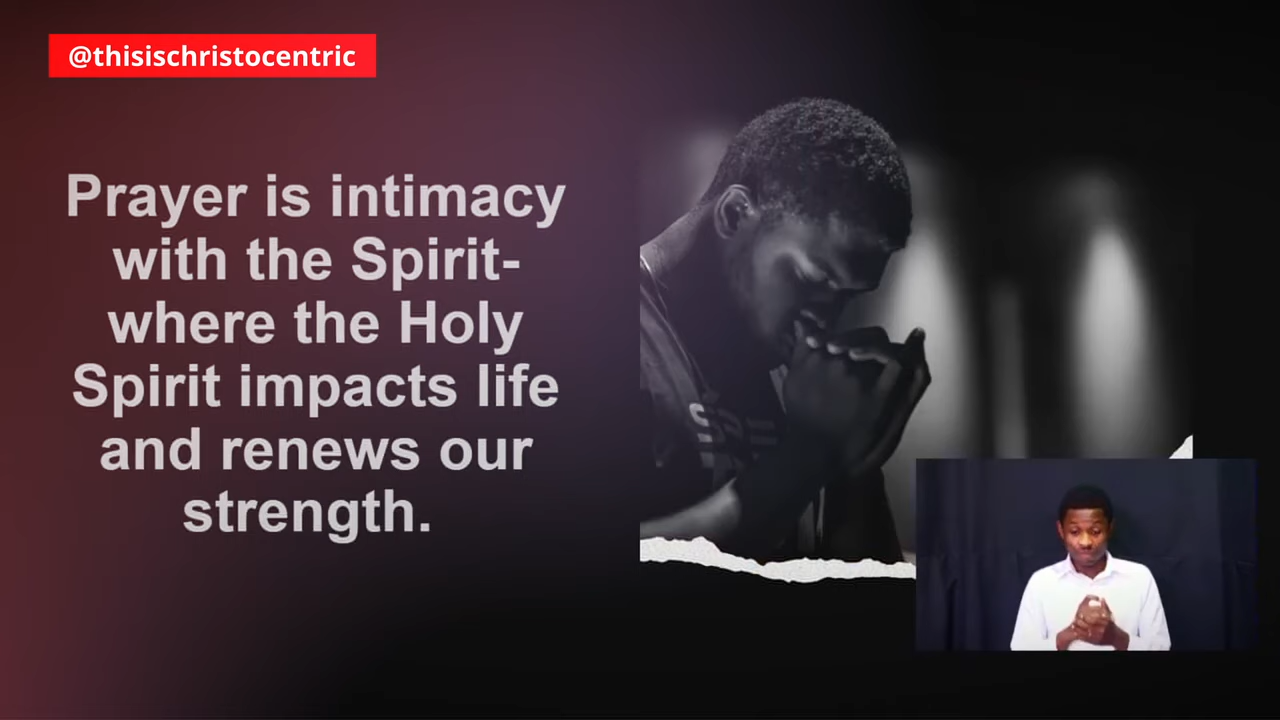 @thisischristocentric
Prayer is intimacy
with the Spirit-
where the Holy
Spirit impacts life
and renews our
strength.